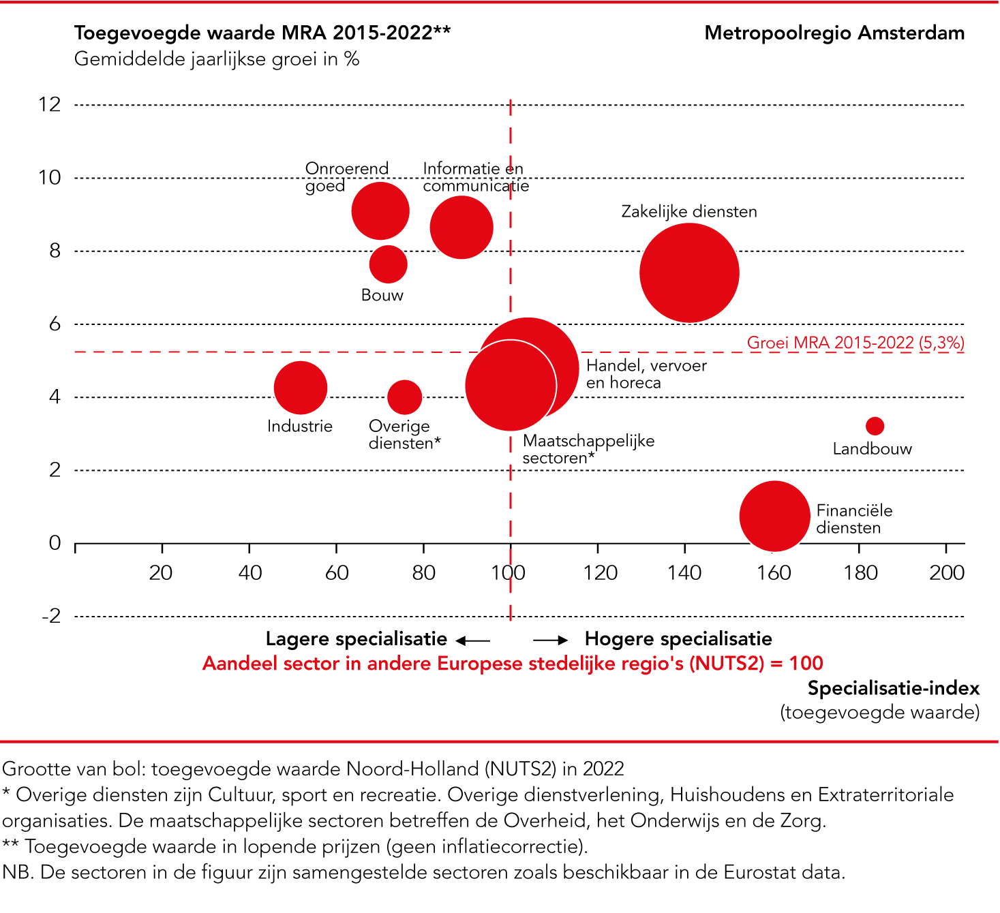 Toegevoegde waarde MRA 2015-2022**
Metropoolregio Amsterdam
Gemiddelde jaarlijkse groei in %
12
10
8
6
4
2
0
-2
Onroerend
goed
Informatie en
communicatie
Zakelijke diensten
Bouw
Groei MRA 2015-2022 (5,3%)
Handel, vervoer
en horeca
Industrie
Overige
diensten*
Maatschappelijke
sectoren*
Landbouw
Financiële
diensten
20 40 60 80 100 120 140 160 180 200
Lagere specialisatie
Hogere specialisatie
Aandeel sector in andere Europese stedelijke regio's (NUTS2) = 100
Specialisatie-index
(toegevoegde waarde)
Grootte van bol: toegevoegde waarde Noord-Holland (NUTS2) in 2022
* Overige diensten zijn Cultuur, sport en recreatie. Overige dienstverlening, Huishoudens en Extraterritoriale
organisaties. De maatschappelijke sectoren betreffen de Overheid, het Onderwijs en de Zorg.
** Toegevoegde waarde in lopende prijzen (geen inflatiecorrectie).
NB. De sectoren in de figuur zijn samengestelde sectoren zoals beschikbaar in de Eurostat data.